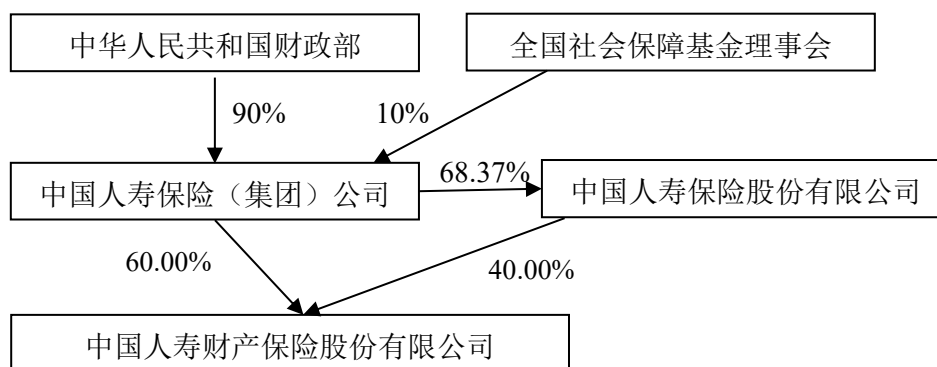 中华人民共和国财政部
全国社会保障基金理事会
90%
10%
中国人寿保险（集团）公司
68.37%
中国人寿保险股份有限公司
60.00%
40.00%
中国人寿财产保险股份有限公司